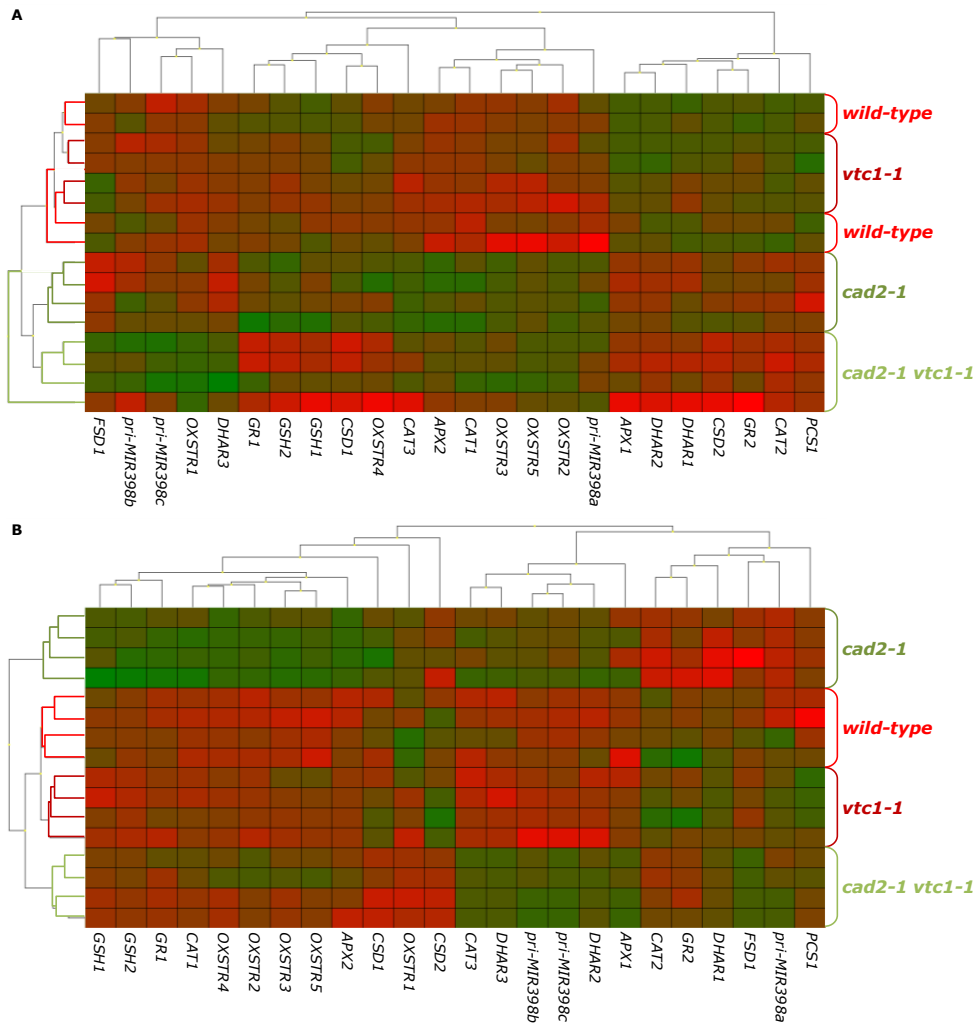 A
wild-type
vtc1-1
wild-type
cad2-1
cad2-1 vtc1-1
FSD1
pri-MIR398b
pri-MIR398c
OXSTR1
DHAR3
GR1
GSH2
GSH1
CSD1
OXSTR4
CAT3
APX2
CAT1
OXSTR3
OXSTR5
OXSTR2
pri-MIR398a
APX1
DHAR2
DHAR1
CSD2
GR2
CAT2
PCS1
B
cad2-1
wild-type
vtc1-1
cad2-1 vtc1-1
GSH1
GSH2
GR1
CAT1
OXSTR4
OXSTR2
OXSTR3
OXSTR5
APX2
CSD1
OXSTR1
CSD2
CAT3
DHAR3
pri-MIR398b
pri-MIR398c
DHAR2
APX1
CAT2
GR2
DHAR1
FSD1
pri-MIR398a
PCS1